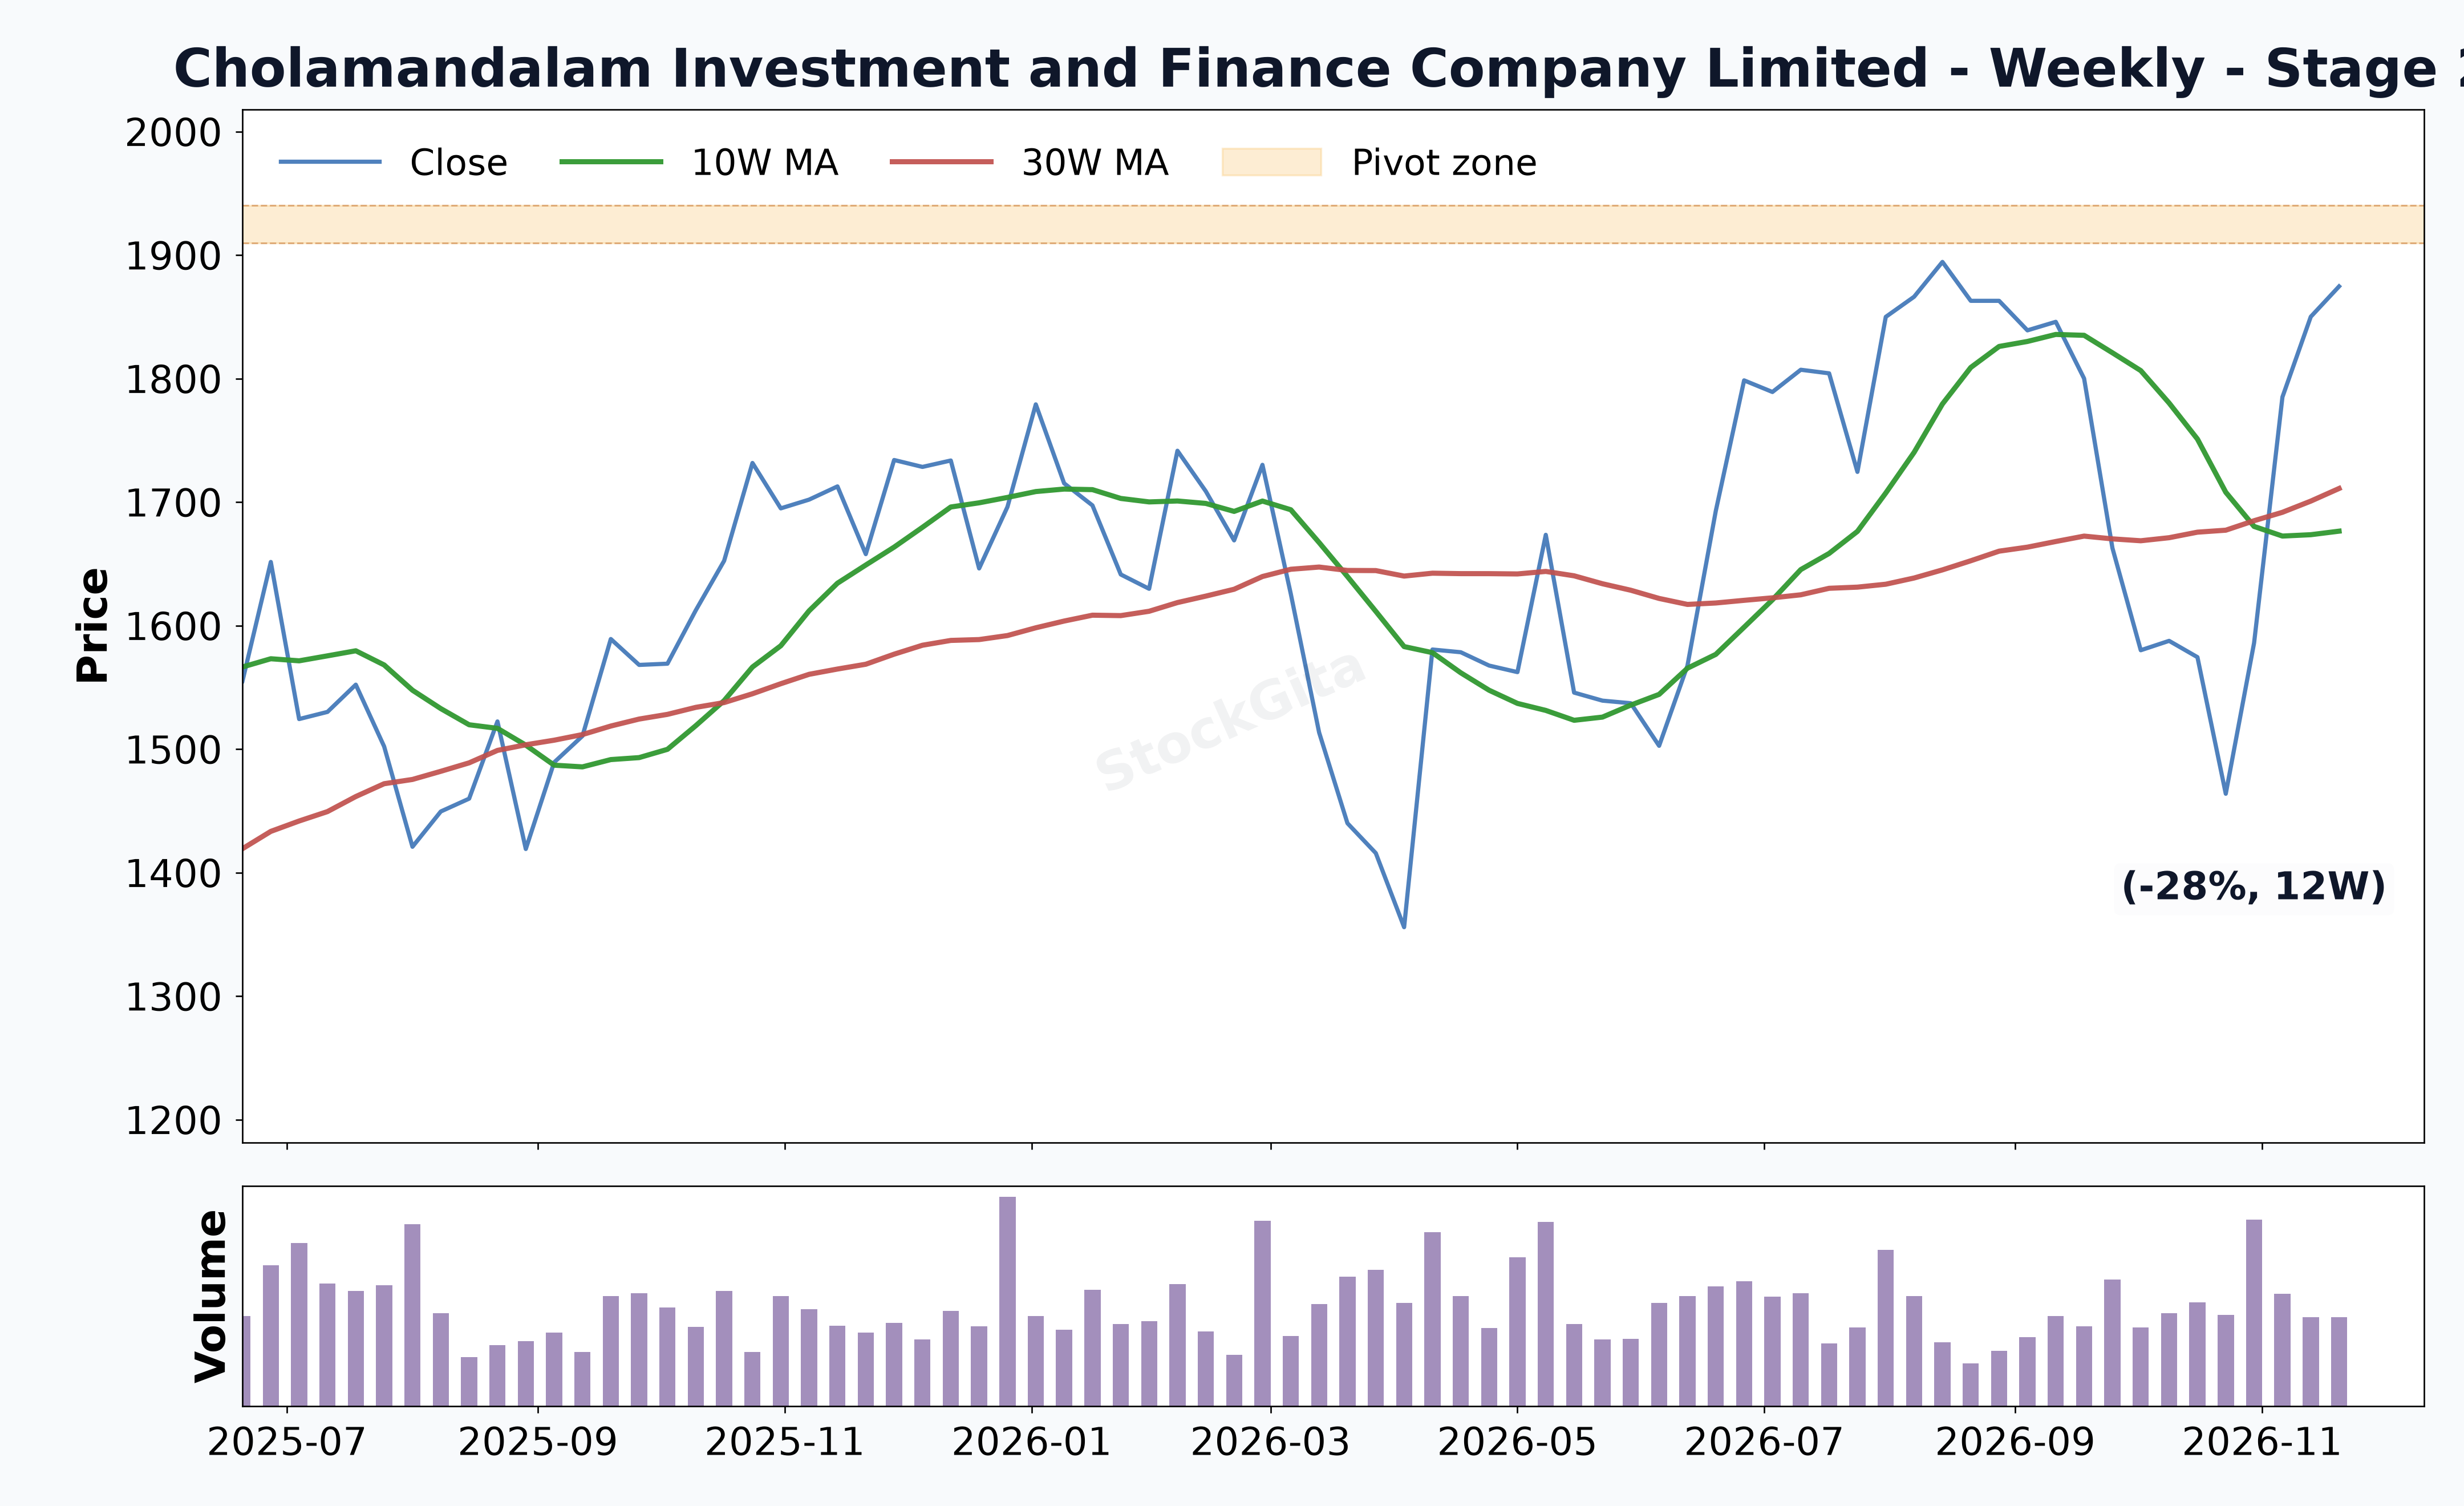 Cholamandalam Investment and Finance Company Limited - Weekly - Stage
Close 10W MA 30W MA Pivot zone
2000
1900
1800
1700
1600
1500
1400
1300
1200
Price
StockGita
(-28%, 12W)
Volume
2025-07 2025-09 2025-11 2026-01 2026-03 2026-05 2026-07 2026-09 2026-11